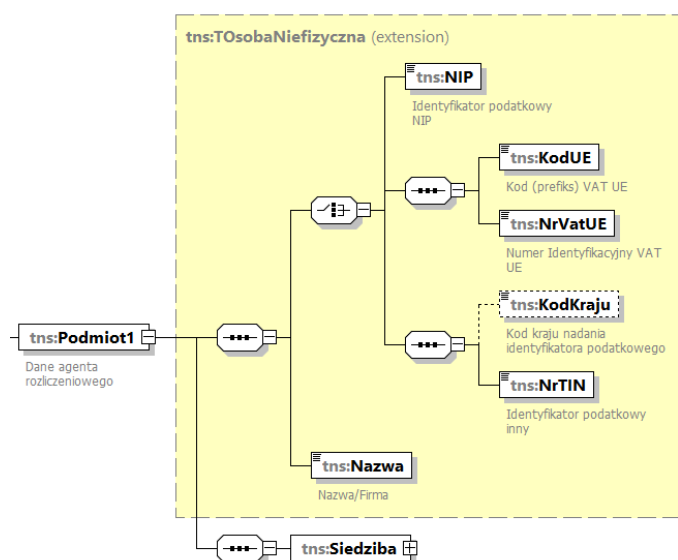 tns:TOsobaNiefizyczna (extension)
tns:NIP
Identyfikator podatkowy
NIP
tns:KodUE
Kod (prefiks) VAT UE
tns:NrVatUE
Numer Identyfikacyjny VAT
UE
tns:KodKraju
Kod kraju nadania
identyfikatora podatkowego
tns:Podmiot1
Dane agenta
rozliczeniowego
tns:NrTIN
Identyfikator podatkowy
inny
tns:Nazwa
Nazwa/Firma
tns:Siedziba